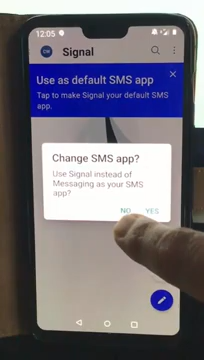 12:05
Signal
Use as default SMS app
Tap to make Signal your default SMS
app.
Change SMS app?
Use Signal instead of
Messaging as your SMS
app?
NO YES